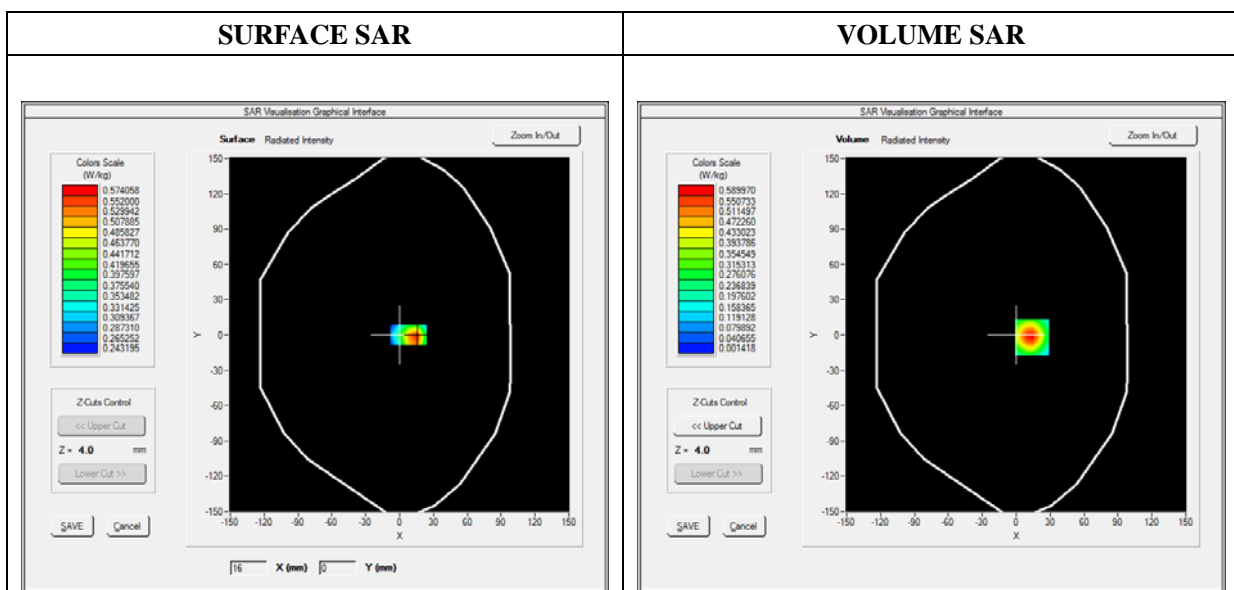 SURFACE SAR
SAR Visualisation Graphical Interface
Surface Radiated Intensity
Zoom In/Out
Colors Scale
(W/kg)
0.574058
0.552000
0.529942
0.507885
0.485827
0.463770
0.441712
0.419655
0.397597
0.375540
0.353482
0.331425
0.309367
0.287310
0.265252
0.243195
Z-Cuts Control
<< Upper Cut
Z = 4.0 mm
Lower Cut >>
SAVE Cancel
150
120
90
60
30
0
-30
-60
-90
-120
-150
Y
-150 -120 -90 -60 -30 0 30 60 90 120 150
X
16 X (mm) 0 Y (mm)
VOLUME SAR
SAR Visualisation Graphical Interface
Volume Radiated Intensity
Zoom In/Out
Colors Scale
(W/kg)
0.589970
0.550733
0.511497
0.472260
0.433023
0.393786
0.354549
0.315313
0.276076
0.236839
0.197602
0.158365
0.119128
0.079892
0.040655
0.001418
Z-Cuts Control
<< Upper Cut
Z = 4.0 mm
Lower Cut >>
SAVE Cancel
150
120
90
60
30
0
-30
-60
-90
-120
-150
Y
-150 -120 -90 -60 -30 0 30 60 90 120 150
X